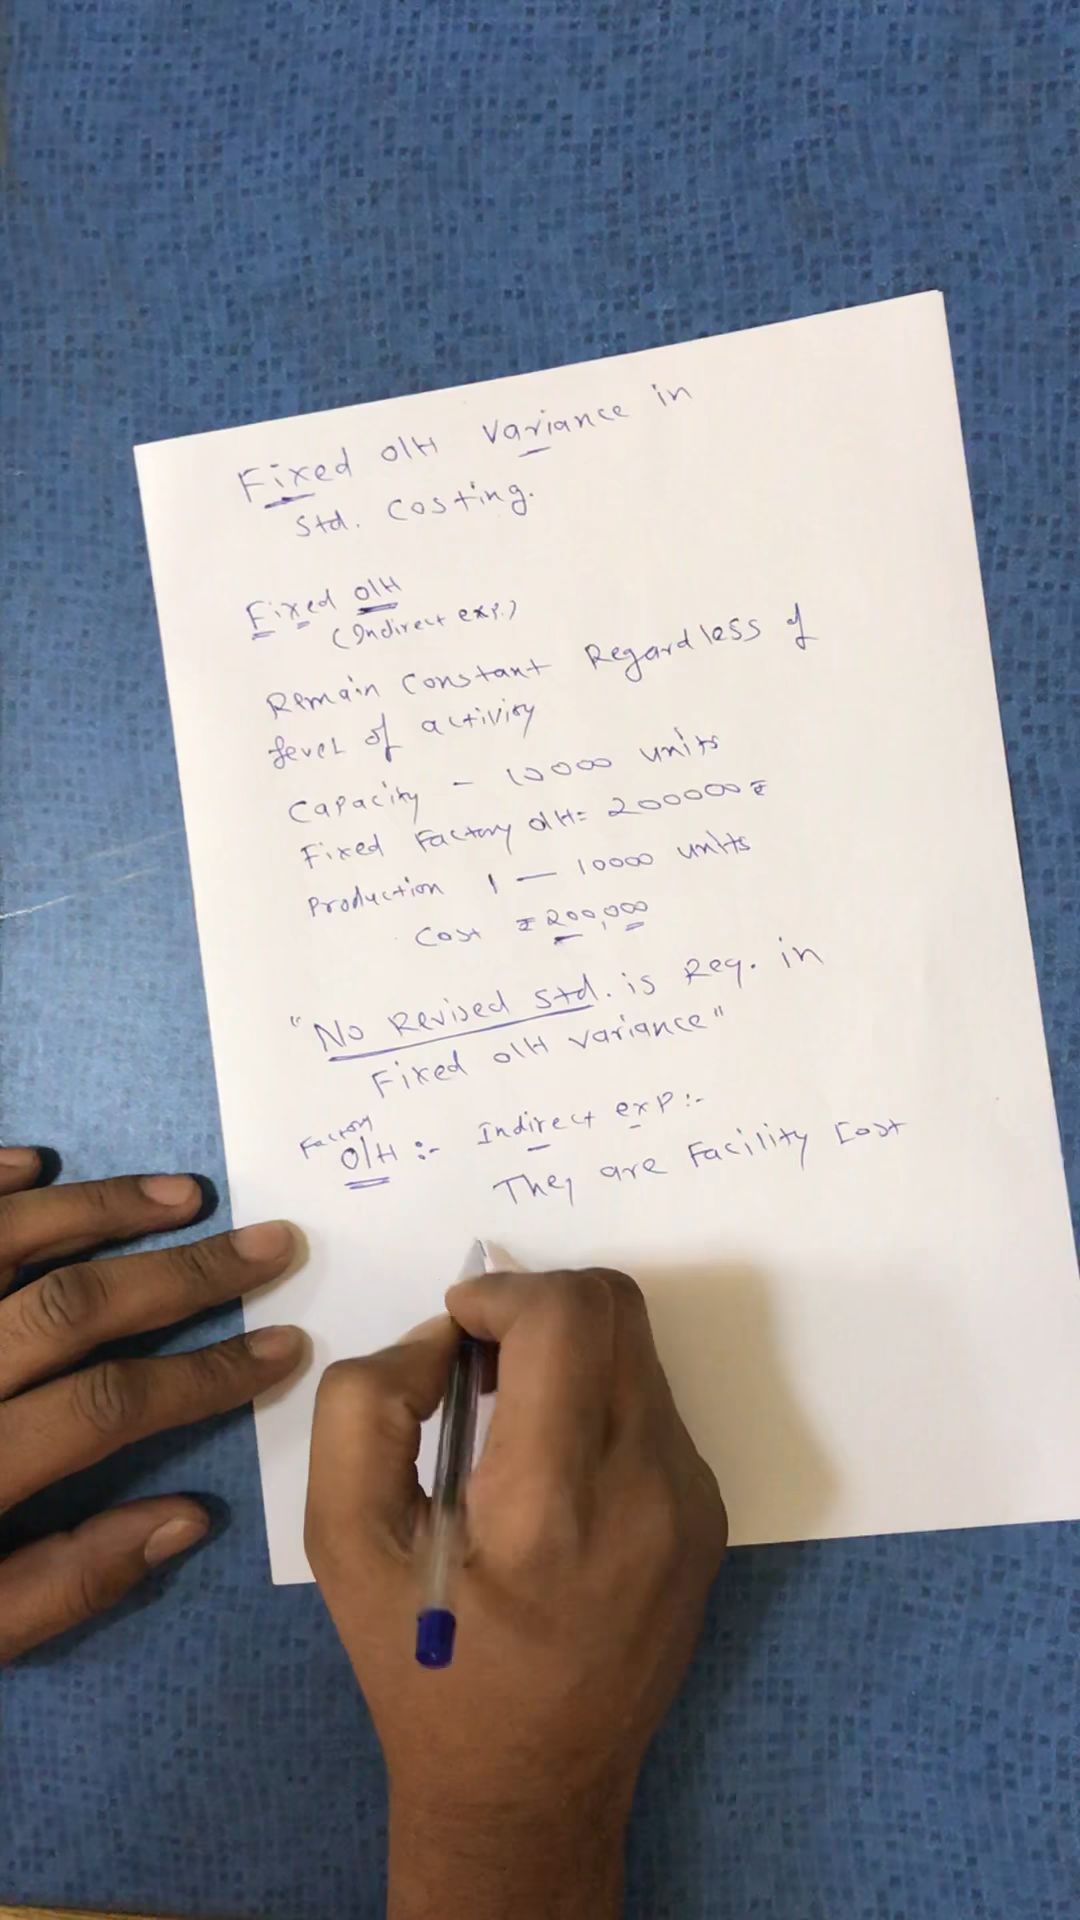 Fixed O/H Variance in
Std. Costing.
Fixed O/H
(Indirect exp.)
Remain Constant Regardless of
level of activity
Capacity - 10000 units
Fixed Factory O/H = 200000 ₹
Production 1 — 10000 units
Cost ₹ 200,000
"No Revised Std. is Req. in
Fixed O/H variance"
Factory
O/H :- Indirect exp :-
They are Facility Cost